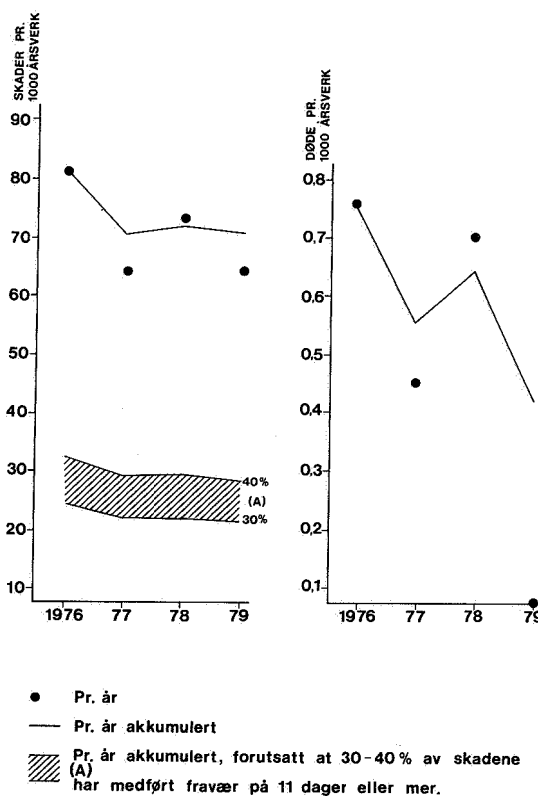 SKADER PR.
1000 ÅRSVERK
90
80
70
60
50
40
30
20
10
40%
(A)
30%
1976 77 78 79
DØDE PR.
1000 ÅRSVERK
0,8
0,7
0,6
0,5
0,4
0,3
0,2
0,1
1976 77 78 79
Pr. år
Pr. år akkumulert
Pr. år akkumulert, forutsatt at 30-40% av skadene
(A)
har medført fravær på 11 dager eller mer.